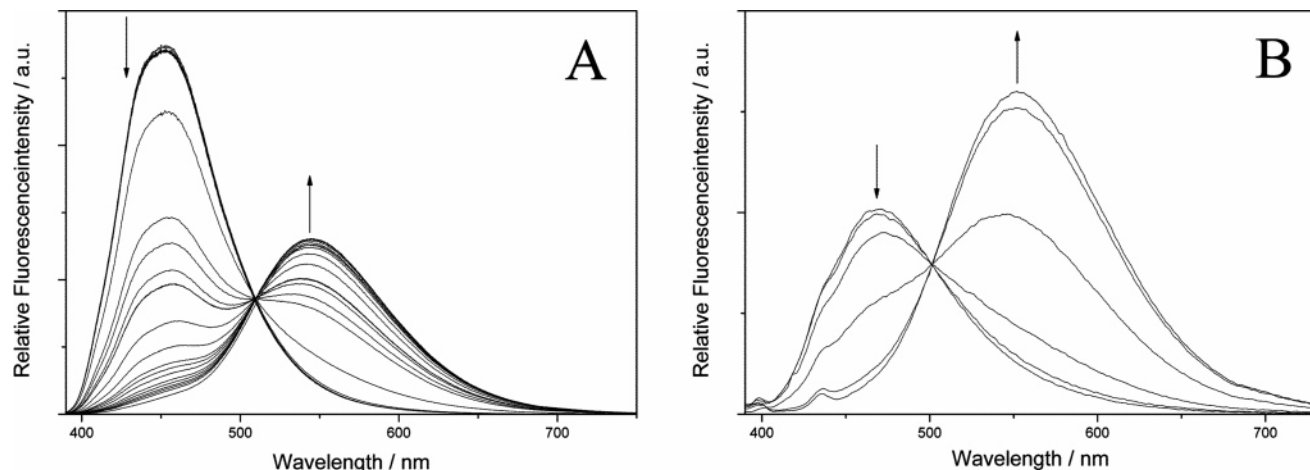 A
Relative Fluorescenceintensity / a.u.
400 500 600 700
Wavelength / nm
B
Relative Fluorescenceintensity / a.u.
400 500 600 700
Wavelength / nm